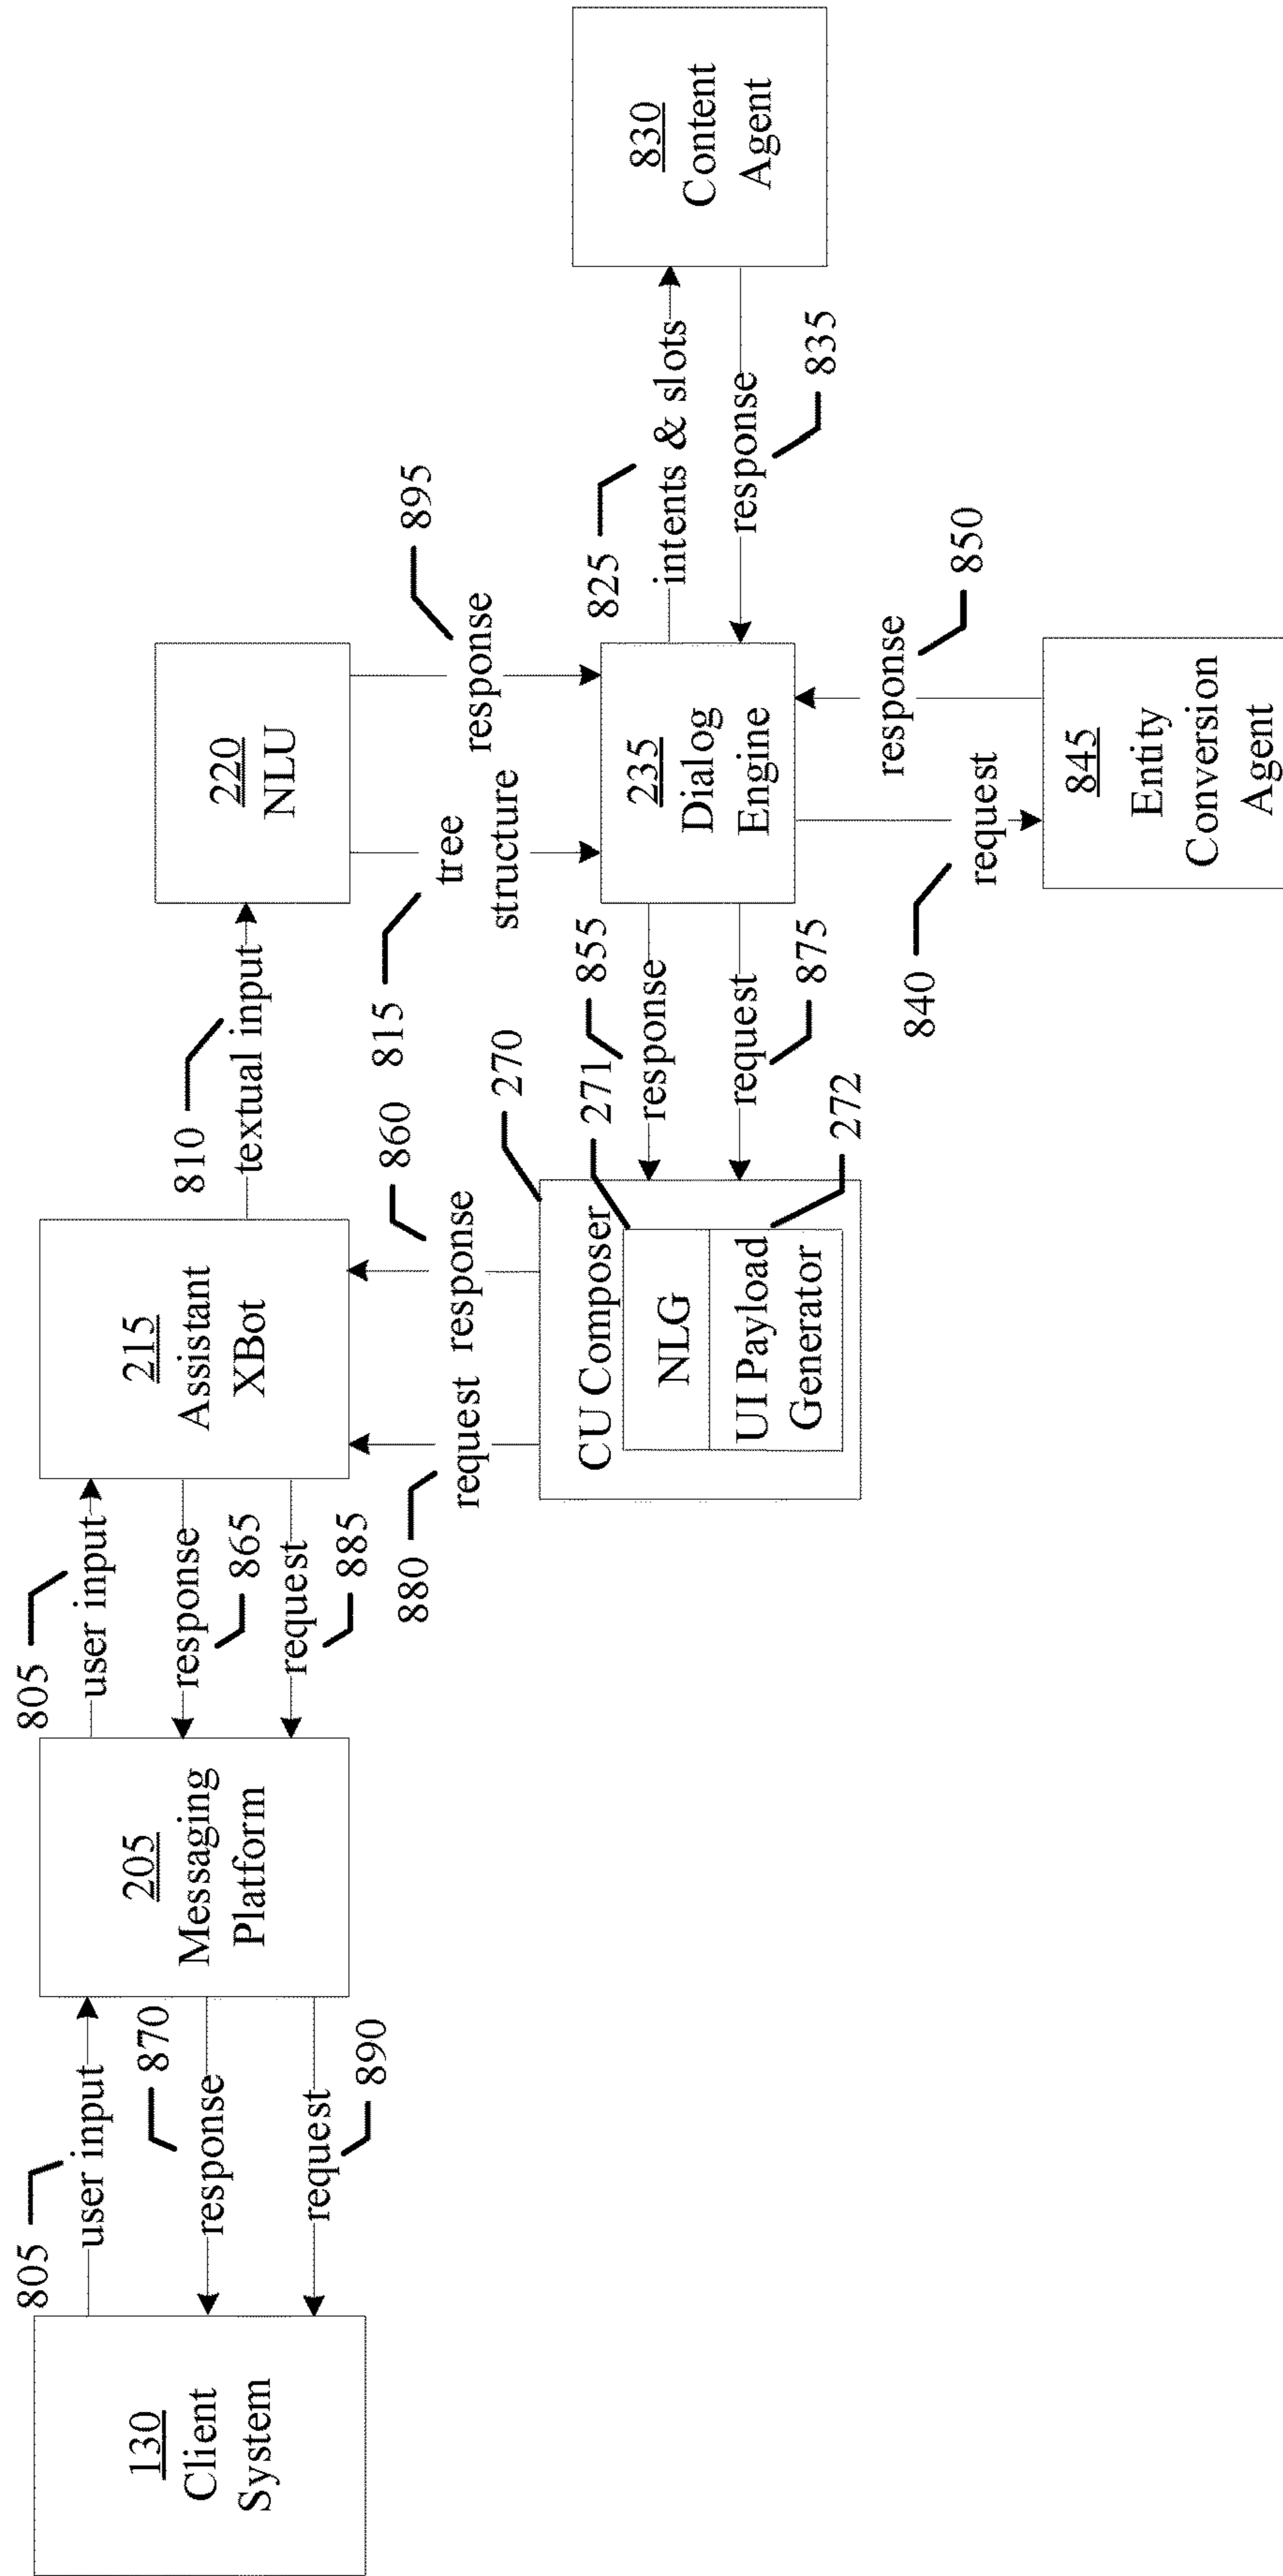 805
user input
805
user input
810
textual input
130
Client
System
870
response
205
Messaging
Platform
response
865
215
Assistant
XBot
220
NLU
request
890
request
885
880
request
response
860
815
tree
structure
response
895
270
CU Composer
271
NLG
UI Payload
Generator
272
855
response
request
875
235
Dialog
Engine
825
intents & slots
response
835
830
Content
Agent
840
request
response
850
845
Entity
Conversion
Agent